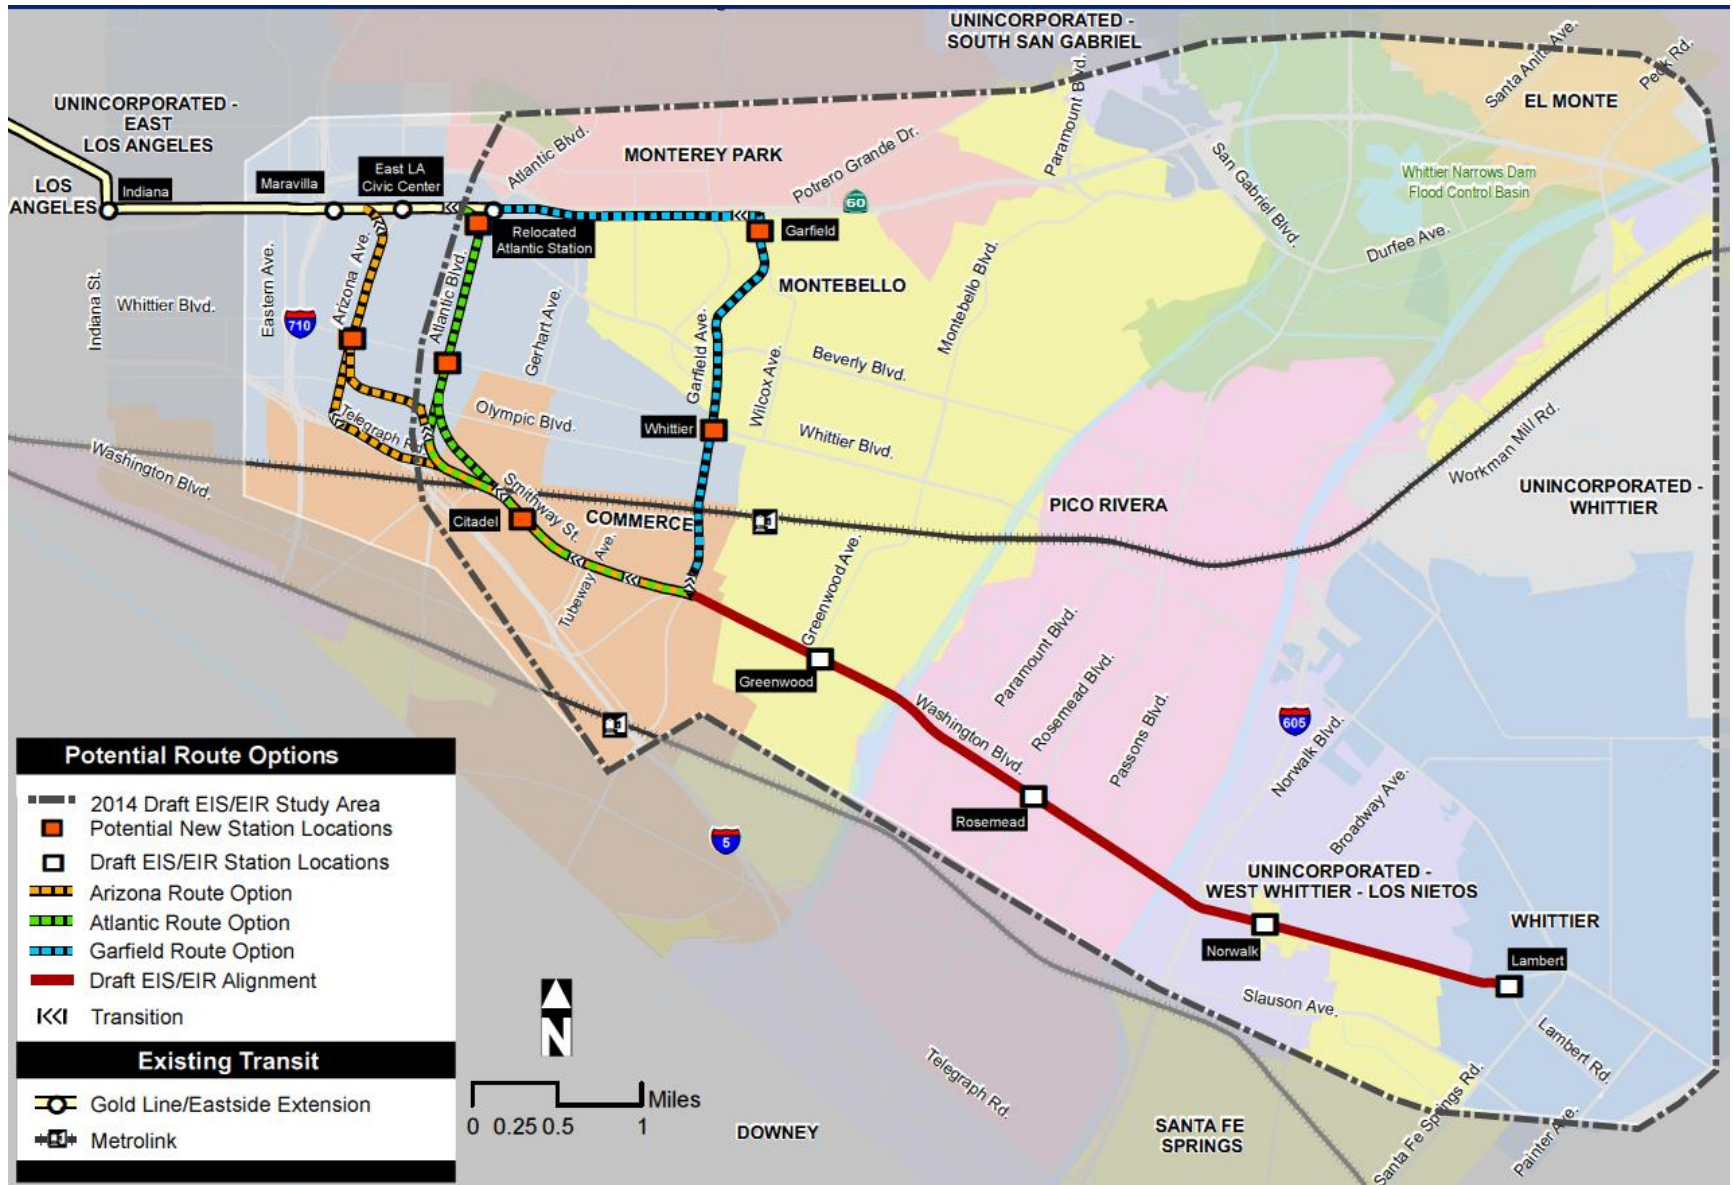 UNINCORPORATED -
SOUTH SAN GABRIEL
Santa Anita Ave.
Peck Rd.
EL MONTE
UNINCORPORATED -
EAST
LOS ANGELES
Atlantic Blvd.
MONTEREY PARK
Potrero Grande Dr.
Paramount Blvd.
San Gabriel Blvd.
Whittier Narrows Dam
Flood Control Basin
Durfee Ave.
60
LOS
ANGELES
Indiana
Maravilla
East LA
Civic Center
Relocated
Atlantic Station
Garfield
MONTEBELLO
Indiana St.
Whittier Blvd.
Eastern Ave.
710
Arizona Ave.
Atlantic Blvd.
Gerhart Ave.
Garfield Ave.
Wilcox Ave.
Beverly Blvd.
Montebello Blvd.
Olympic Blvd.
Whittier
Whittier Blvd.
Telegraph Rd.
Washington Blvd.
Workman Mill Rd.
UNINCORPORATED -
WHITTIER
PICO RIVERA
Citadel
Smithway St.
COMMERCE
Tubeway Ave.
Greenwood Ave.
Greenwood
Paramount Blvd.
Rosemead Blvd.
Passons Blvd.
Washington Blvd.
605
Norwalk Blvd.
Broadway Ave.
Rosemead
5
UNINCORPORATED -
WEST WHITTIER - LOS NIETOS
WHITTIER
Norwalk
Lambert
Slauson Ave.
Lambert Rd.
Telegraph Rd.
Santa Fe Springs Rd.
Painter Ave.
DOWNEY
SANTA FE
SPRINGS
Potential Route Options
2014 Draft EIS/EIR Study Area
Potential New Station Locations
Draft EIS/EIR Station Locations
Arizona Route Option
Atlantic Route Option
Garfield Route Option
Draft EIS/EIR Alignment
Transition
Existing Transit
Gold Line/Eastside Extension
Metrolink
N
Miles
0 0.25 0.5 1